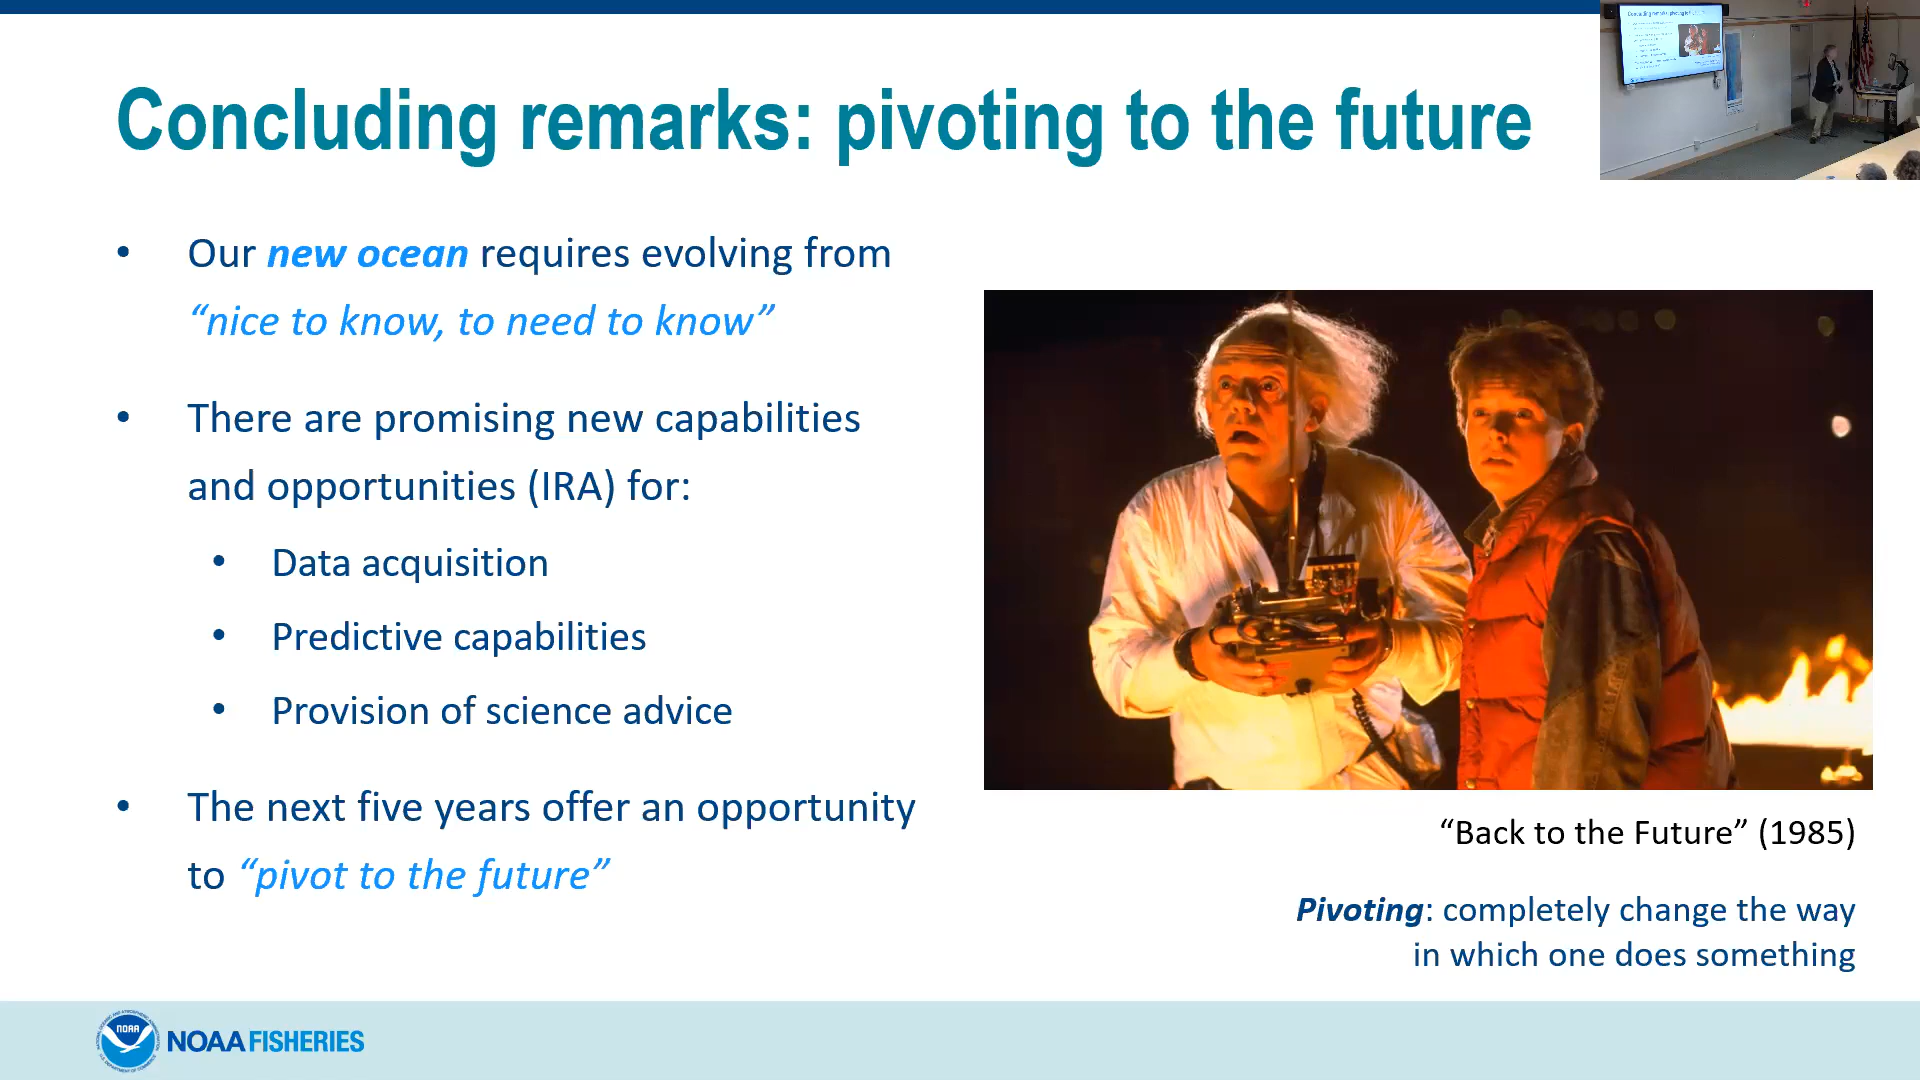 Concluding remarks: pivoting to the future
• Our new ocean requires evolving from
“nice to know, to need to know”
• There are promising new capabilities
and opportunities (IRA) for:
• Data acquisition
• Predictive capabilities
• Provision of science advice
• The next five years offer an opportunity
to “pivot to the future”
“Back to the Future” (1985)
Pivoting: completely change the way
in which one does something
NOAA
NOAA FISHERIES